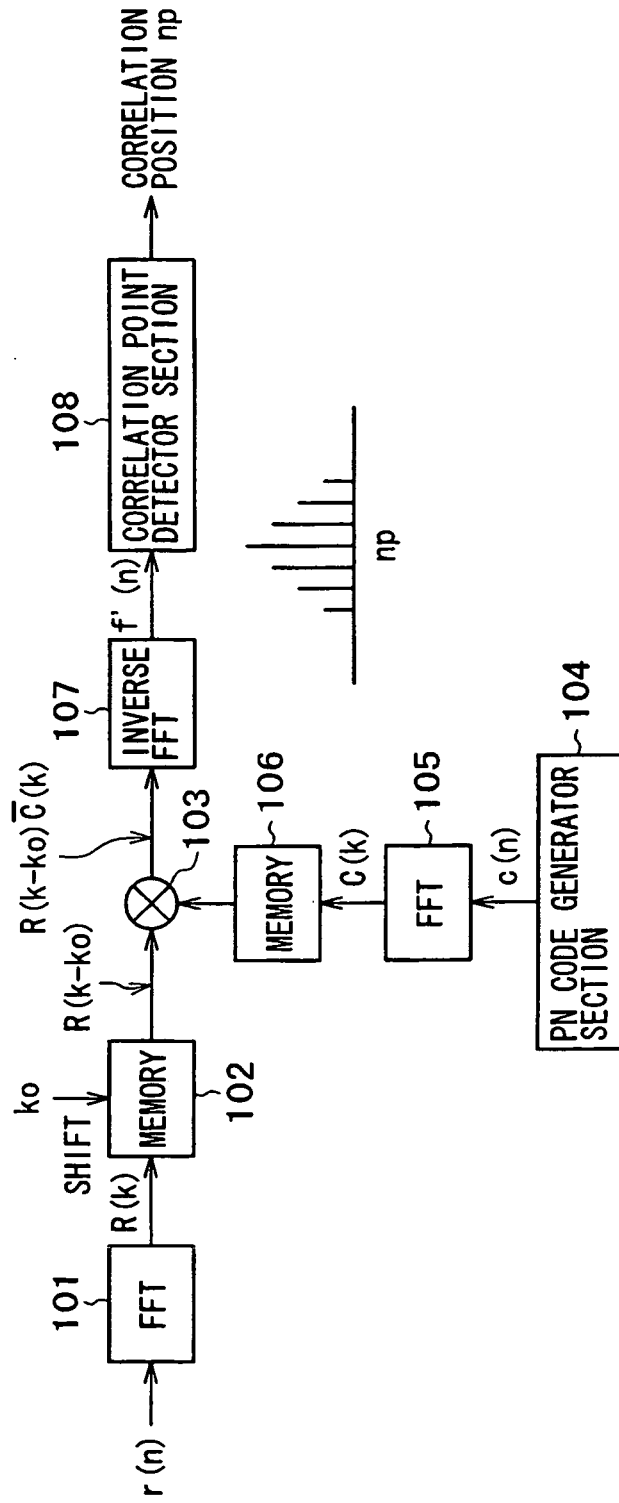 r(n)
101
FFT
R(k)
SHIFT
ko
MEMORY
102
R(k-ko)
103
R(k-ko)C̅(k)
107
INVERSE
FFT
f'(n)
108
CORRELATION POINT
DETECTOR SECTION
CORRELATION
POSITION np
np
106
MEMORY
C(k)
105
FFT
c(n)
104
PN CODE GENERATOR
SECTION